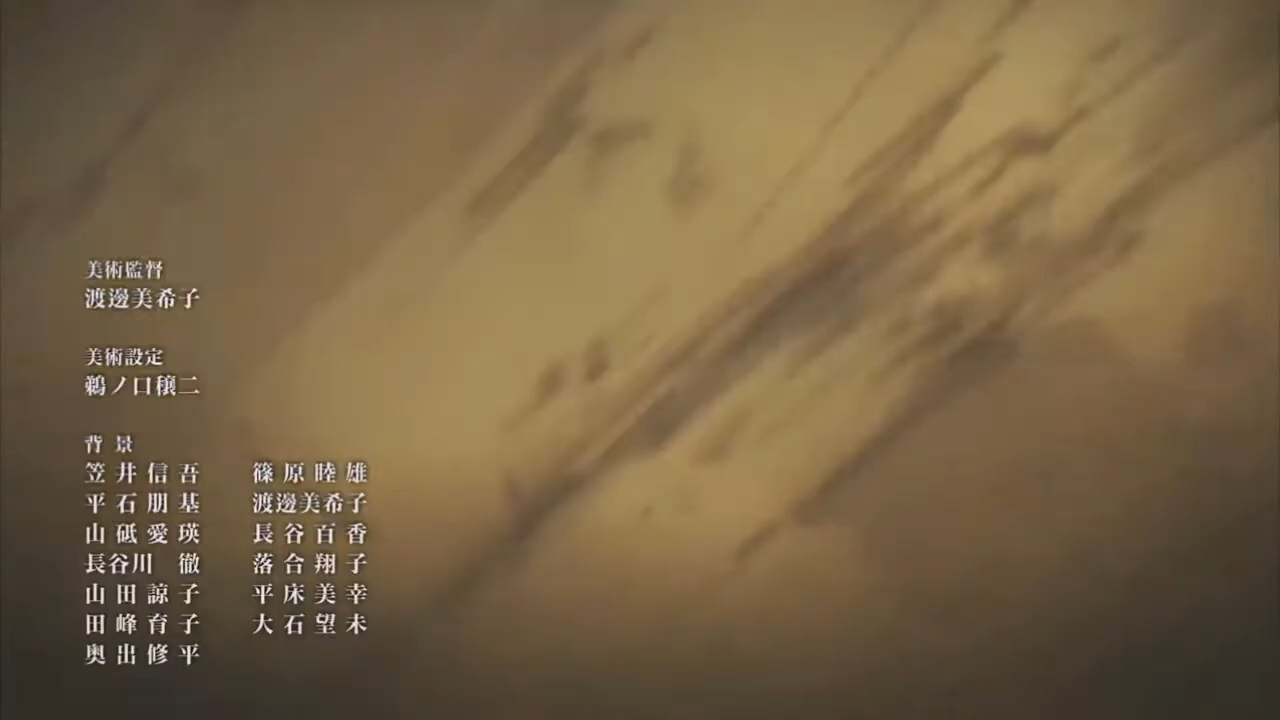 美術監督
渡邊美希子
美術設定
鵜ノ口穣二
背景
笠井信吾 篠原睦雄
平石朋基 渡邊美希子
山砥愛瑛 長谷百香
長谷川 徹 落合翔子
山田諒子 平床美幸
田峰育子 大石望未
奥出修平